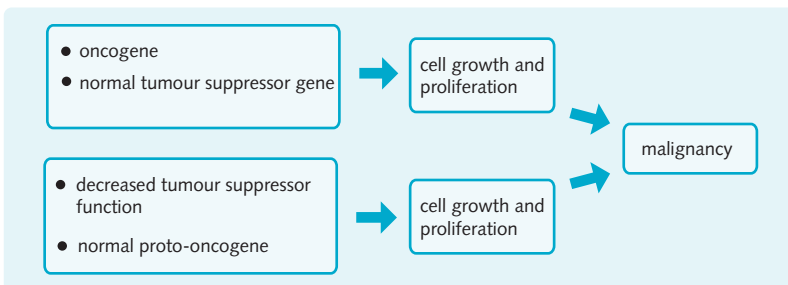 ● oncogene
● normal tumour suppressor gene
cell growth and
proliferation
● decreased tumour suppressor
function
● normal proto-oncogene
cell growth and
proliferation
malignancy